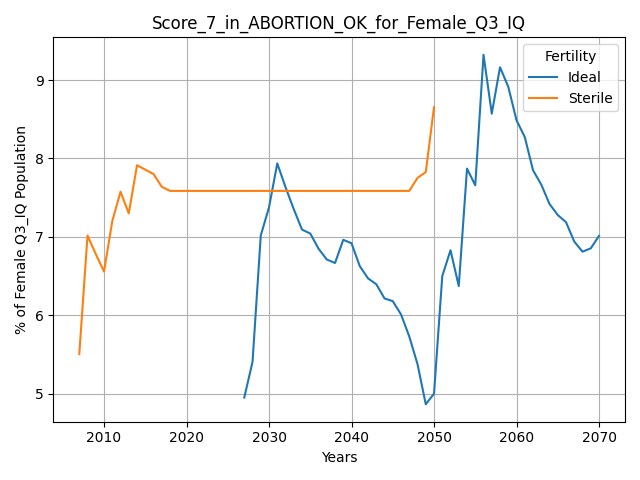 Score_7_in_ABORTION_OK_for_Female_Q3_IQ
% of Female Q3_IQ Population
9
8
7
6
5
Fertility
Ideal
Sterile
2010 2020 2030 2040 2050 2060 2070
Years